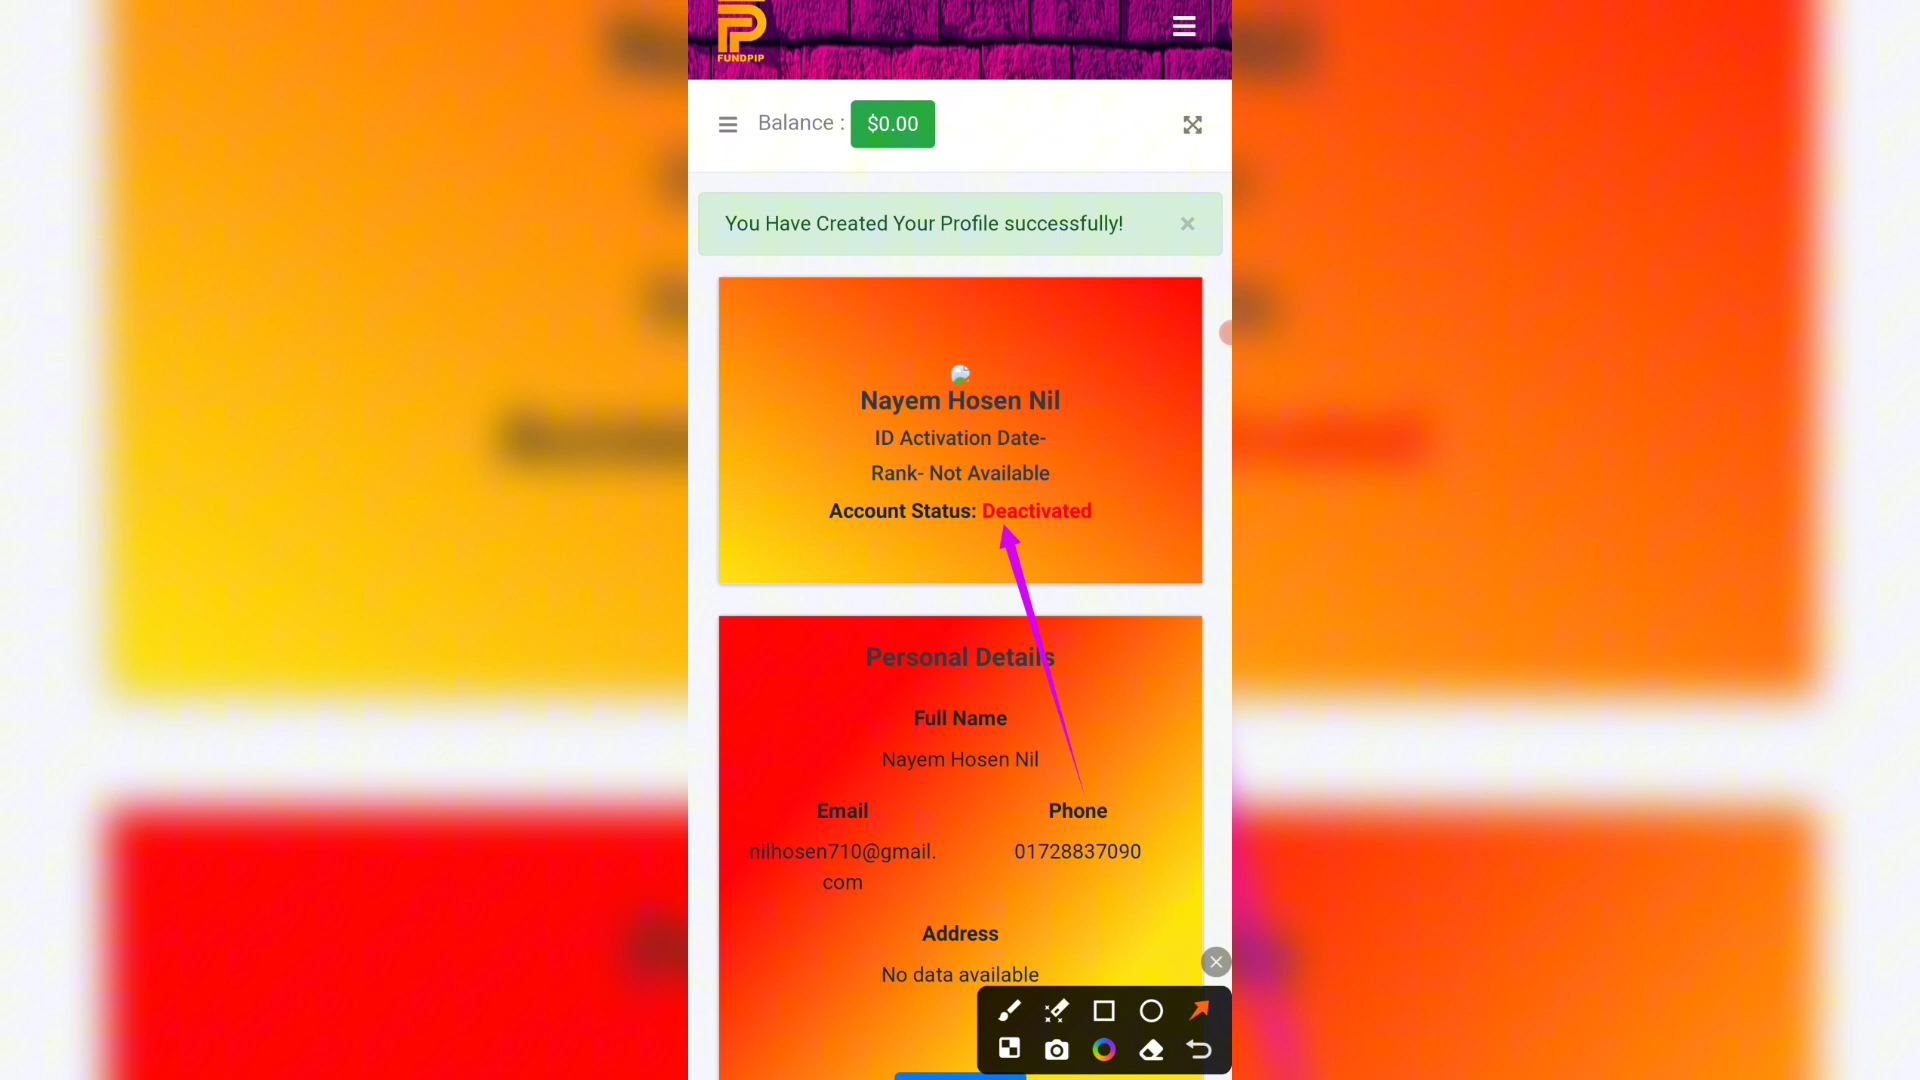 FUNDPIP
Balance : $0.00
You Have Created Your Profile successfully!
Nayem Hosen Nil
ID Activation Date-
Rank- Not Available
Account Status: Deactivated
Personal Details
Full Name
Nayem Hosen Nil
Email
nilhosen710@gmail.
com
Phone
01728837090
Address
No data available